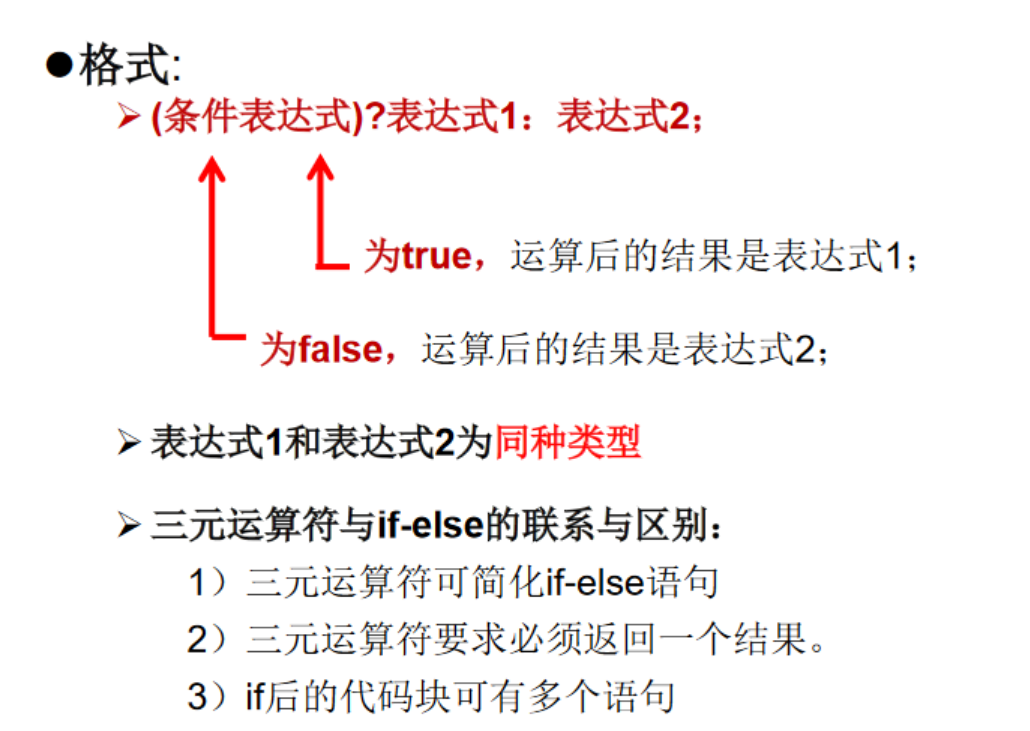 ●格式:
➢(条件表达式)?表达式1：表达式2；
为true，运算后的结果是表达式1；
为false，运算后的结果是表达式2；
➢表达式1和表达式2为同种类型
➢三元运算符与if-else的联系与区别：
1）三元运算符可简化if-else语句
2）三元运算符要求必须返回一个结果。
3）if后的代码块可有多个语句